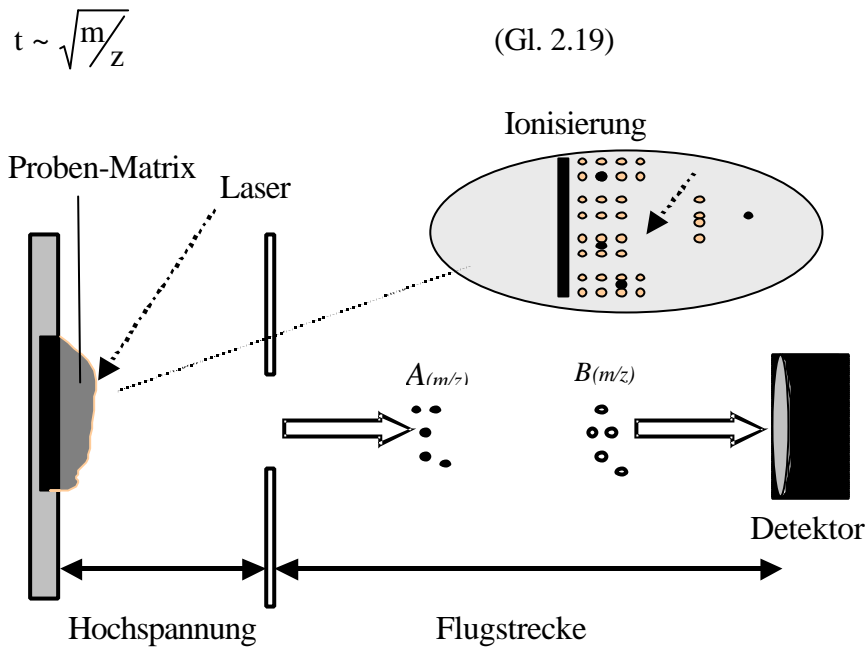 t ~ √m/z (Gl. 2.19)
Ionisierung
Proben-Matrix
Laser
A(m/z) B(m/z)
Detektor
Hochspannung Flugstrecke